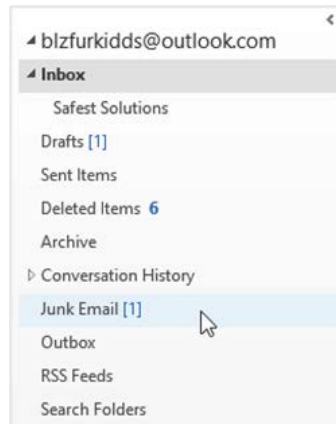 blzfurkidds@outlook.com
Inbox
Safest Solutions
Drafts [1]
Sent Items
Deleted Items 6
Archive
Conversation History
Junk Email [1]
Outbox
RSS Feeds
Search Folders